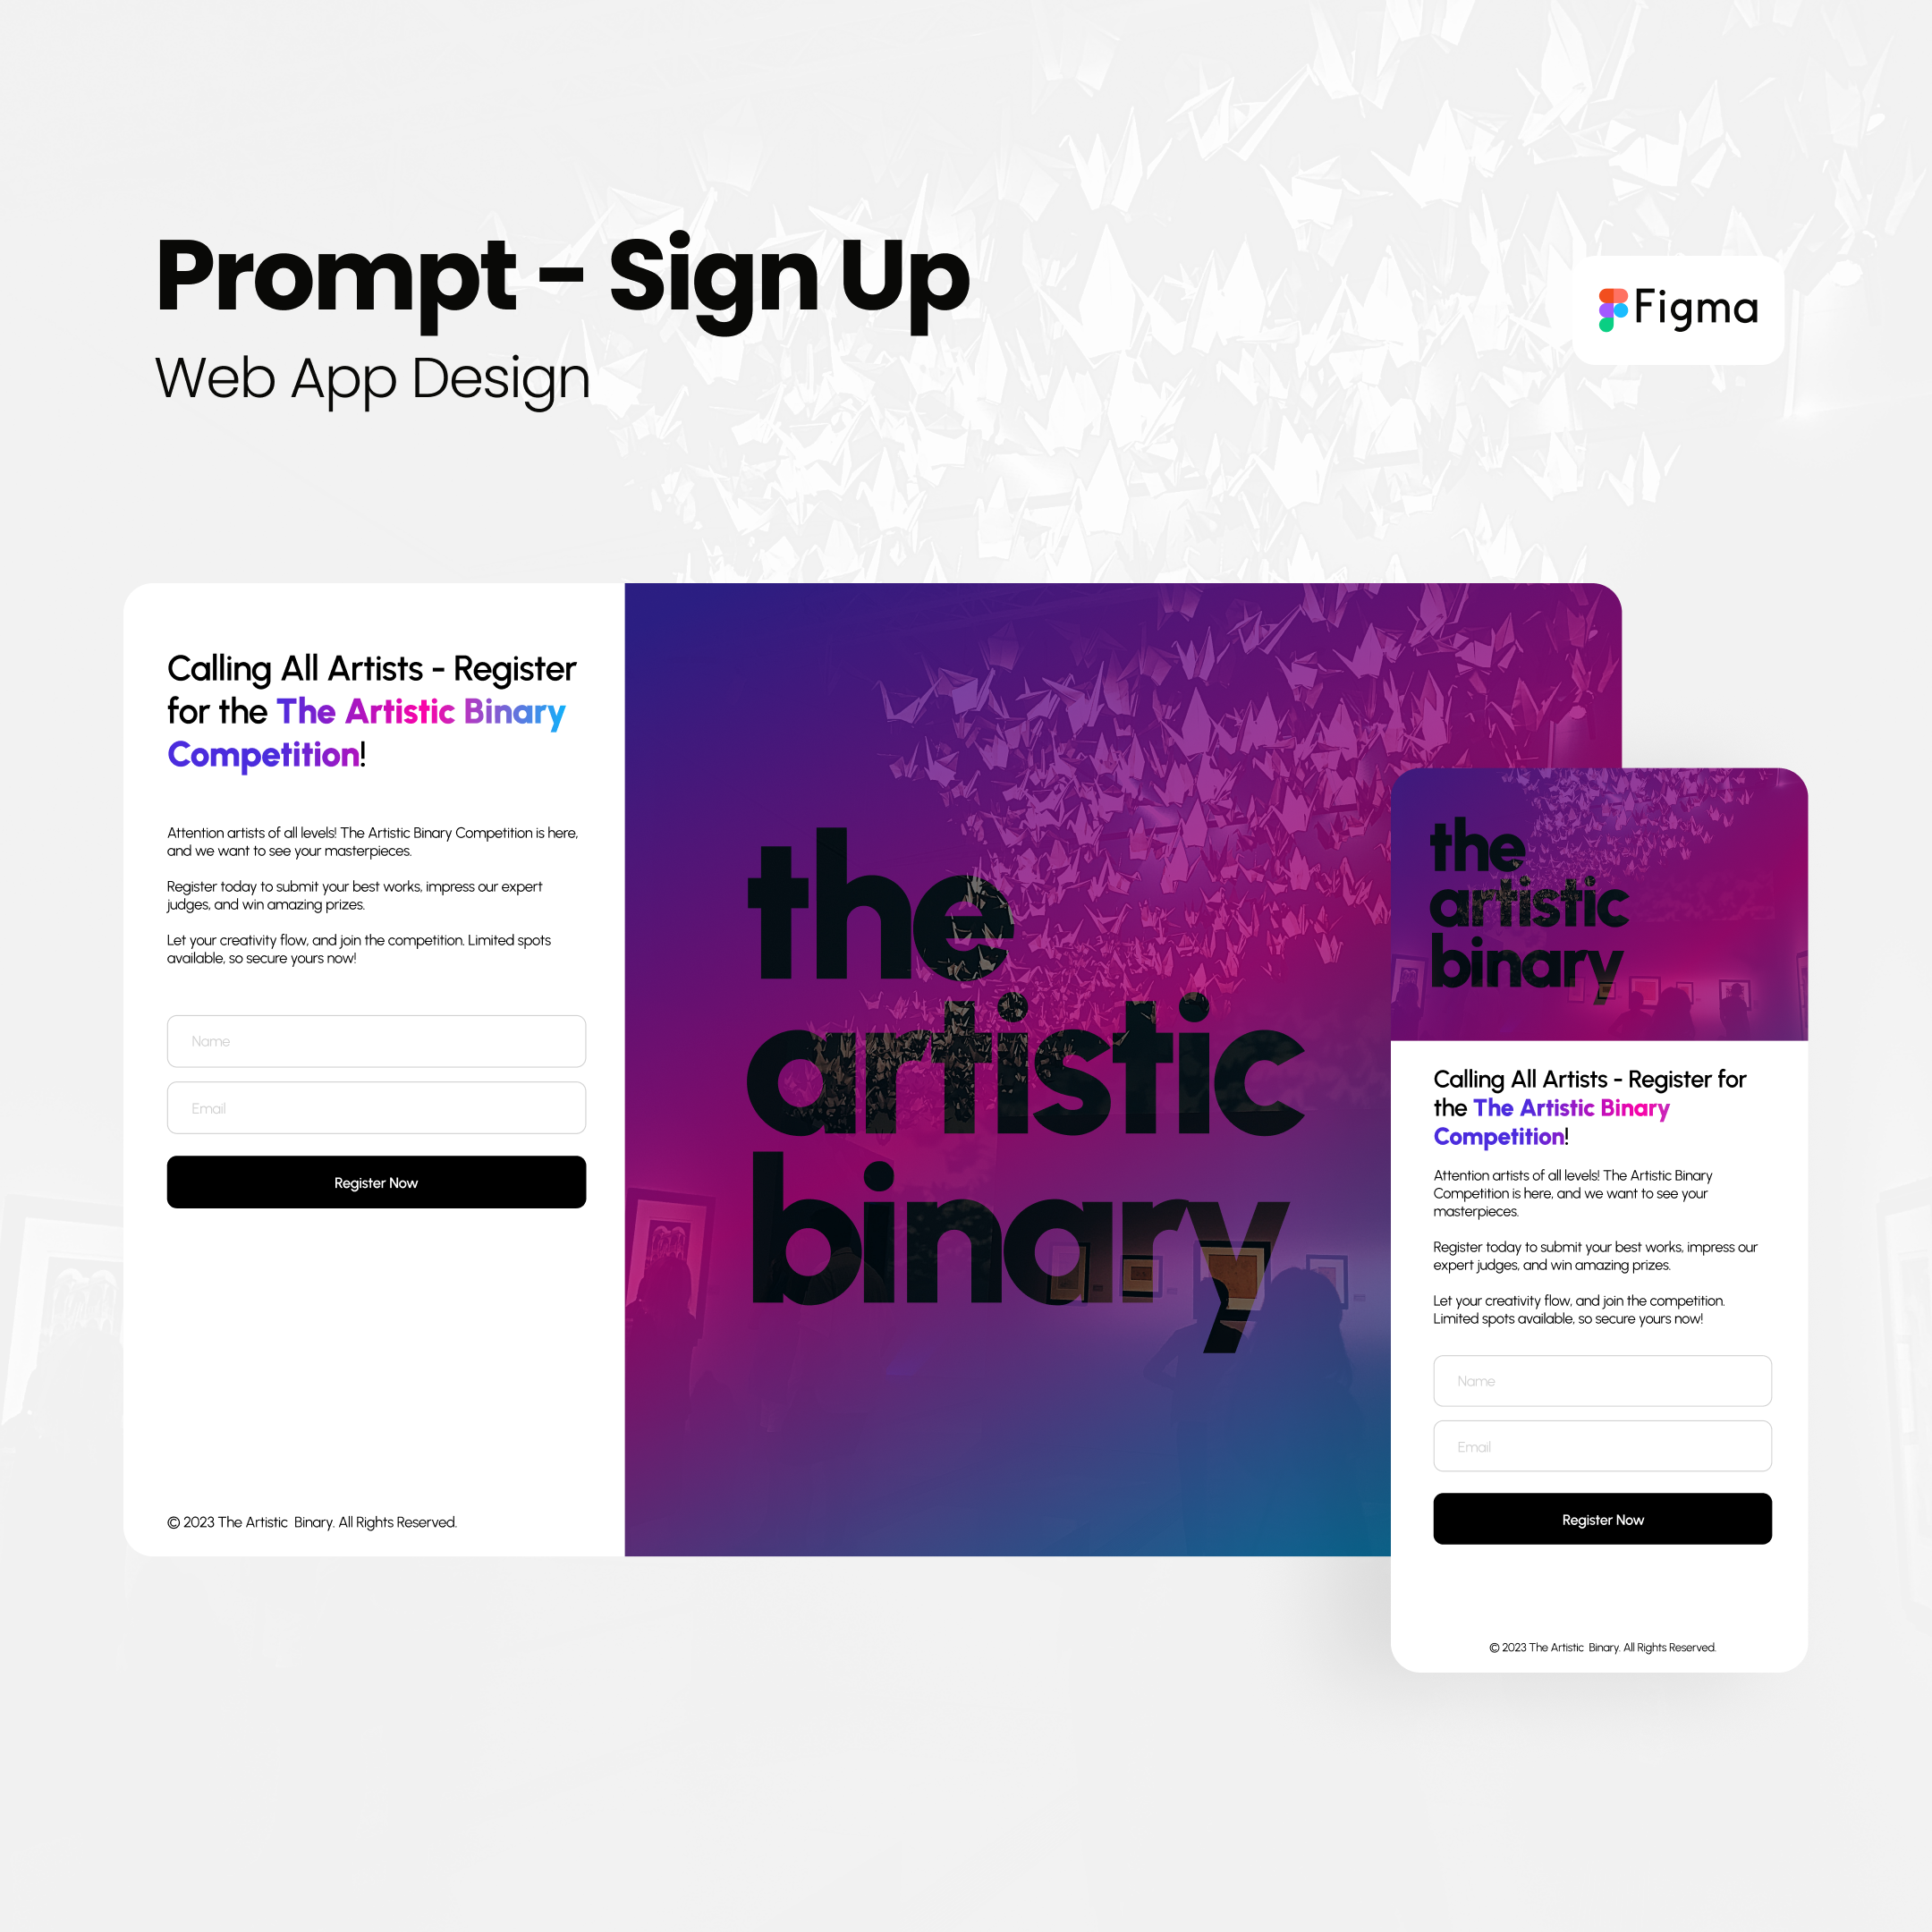 Prompt - Sign Up
Web App Design
Figma
Calling All Artists - Register
for the The Artistic Binary
Competition!
Attention artists of all levels! The Artistic Binary Competition is here,
and we want to see your masterpieces.
Register today to submit your best works, impress our expert
judges, and win amazing prizes.
Let your creativity flow, and join the competition. Limited spots
available, so secure yours now!
Name
Email
Register Now
© 2023 The Artistic  Binary. All Rights Reserved.
the
artistic
binary
the
artistic
binary
Calling All Artists - Register for
the The Artistic Binary
Competition!
Attention artists of all levels! The Artistic Binary
Competition is here, and we want to see your
masterpieces.
Register today to submit your best works, impress our
expert judges, and win amazing prizes.
Let your creativity flow, and join the competition.
Limited spots available, so secure yours now!
Name
Email
Register Now
© 2023 The Artistic  Binary. All Rights Reserved.